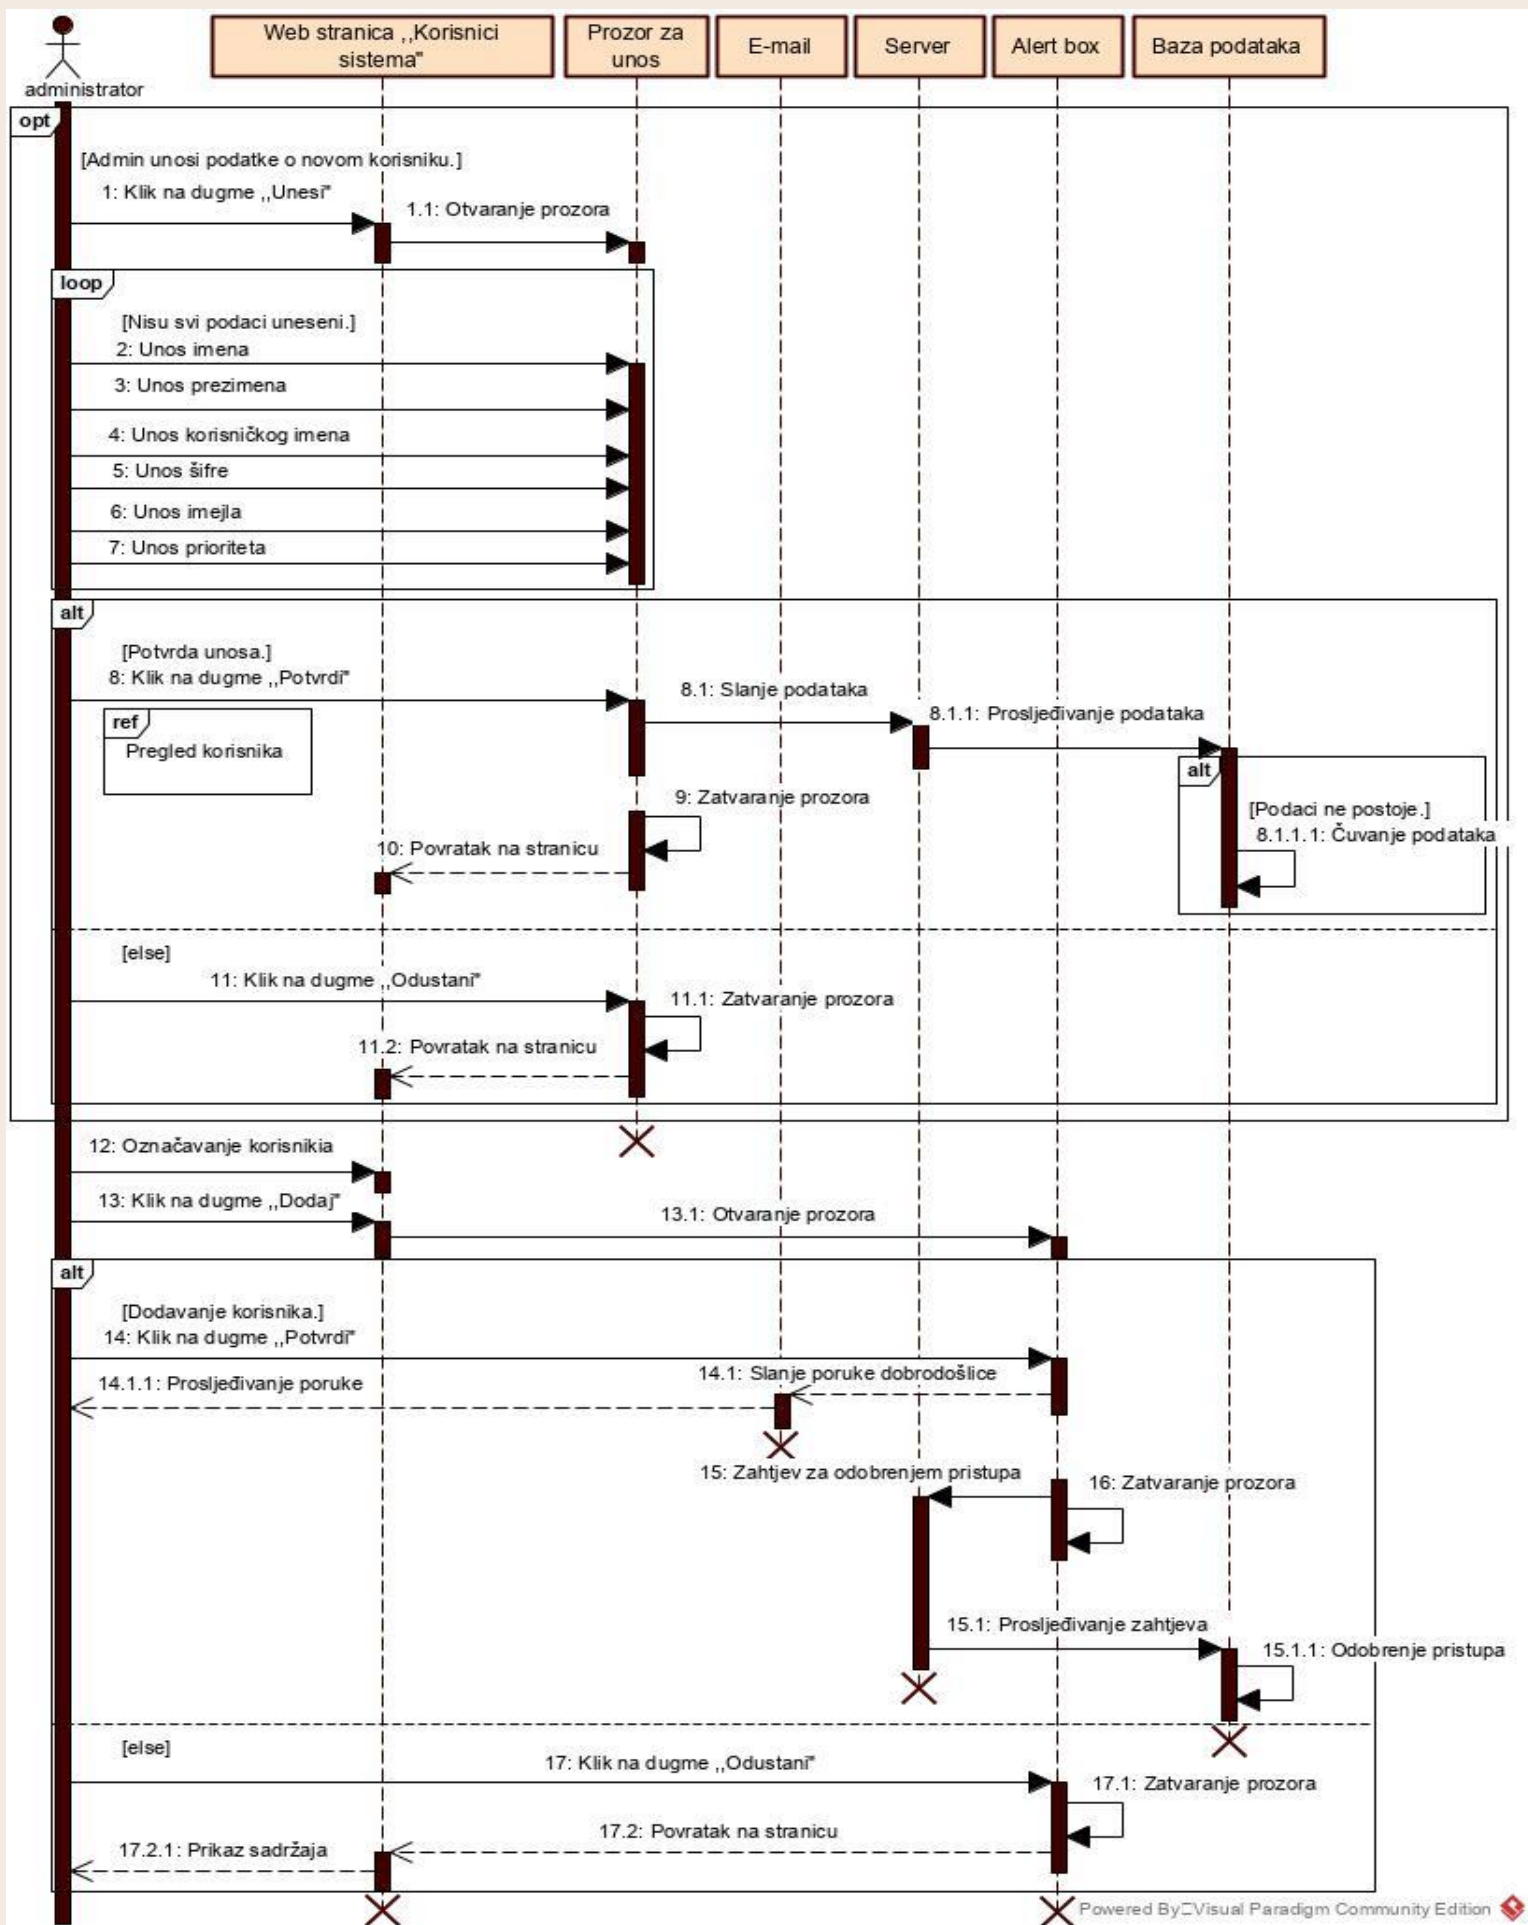 Web stranica ,,Korisnici
sistema"
Prozor za
unos
E-mail
Server
Alert box
Baza podataka
administrator
opt
[Admin unosi podatke o novom korisniku.]
1: Klik na dugme ,,Unesi"
1.1: Otvaranje prozora
loop
[Nisu svi podaci uneseni.]
2: Unos imena
3: Unos prezimena
4: Unos korisničkog imena
5: Unos šifre
6: Unos imejla
7: Unos prioriteta
alt
[Potvrda unosa.]
8: Klik na dugme ,,Potvrdi"
8.1: Slanje podataka
8.1.1: Prosljeđivanje podataka
ref
Pregled korisnika
alt
[Podaci ne postoje.]
8.1.1.1: Čuvanje podataka
9: Zatvaranje prozora
10: Povratak na stranicu
[else]
11: Klik na dugme ,,Odustani"
11.1: Zatvaranje prozora
11.2: Povratak na stranicu
12: Označavanje korisnikia
13: Klik na dugme ,,Dodaj"
13.1: Otvaranje prozora
alt
[Dodavanje korisnika.]
14: Klik na dugme ,,Potvrdi"
14.1: Slanje poruke dobrodošlice
14.1.1: Prosljeđivanje poruke
15: Zahtjev za odobrenjem pristupa
16: Zatvaranje prozora
15.1: Prosljeđivanje zahtjeva
15.1.1: Odobrenje pristupa
[else]
17: Klik na dugme ,,Odustani"
17.1: Zatvaranje prozora
17.2: Povratak na stranicu
17.2.1: Prikaz sadržaja
Powered By Visual Paradigm Community Edition